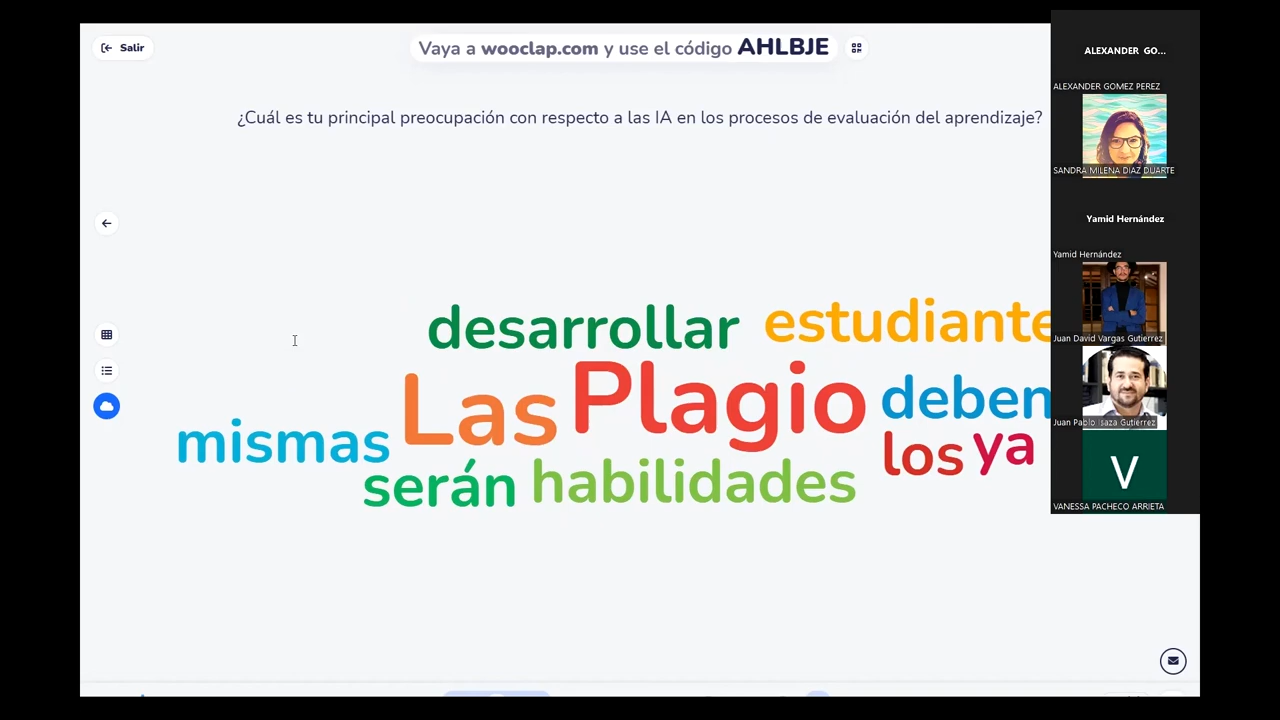 Salir
Vaya a wooclap.com y use el código AHLBJE
¿Cuál es tu principal preocupación con respecto a las IA en los procesos de evaluación del aprendizaje?
desarrollar estudiante
Las Plagio deben
mismas los ya
serán habilidades
ALEXANDER GO...
ALEXANDER GOMEZ PEREZ
SANDRA MILENA DIAZ DUARTE
Yamid Hernández
Yamid Hernández
Juan David Vargas Gutierrez
Juan Pablo Isaza Gutiérrez
V
VANESSA PACHECO ARRIETA